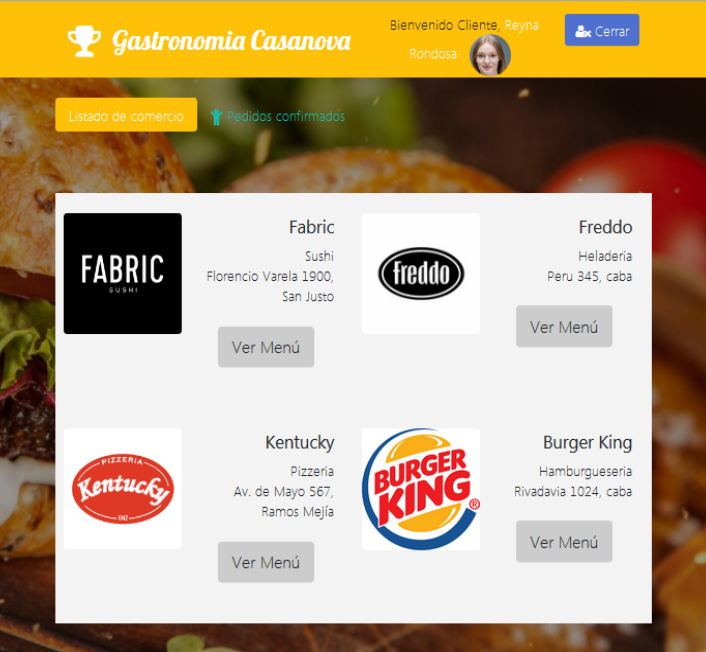 Gastronomia Casanova
Bienvenido Cliente, Reyna
Rondosa
Cerrar
Listado de comercio
Pedidos confirmados
FABRIC
SUSHI
Fabric
Sushi
Florencio Varela 1900,
San Justo
Ver Menú
freddo
Freddo
Heladeria
Peru 345, caba
Ver Menú
PIZZERIA
Kentucky
1942
Kentucky
Pizzeria
Av. de Mayo 567,
Ramos Mejía
Ver Menú
BURGER
KING®
Burger King
Hamburgueseria
Rivadavia 1024, caba
Ver Menú